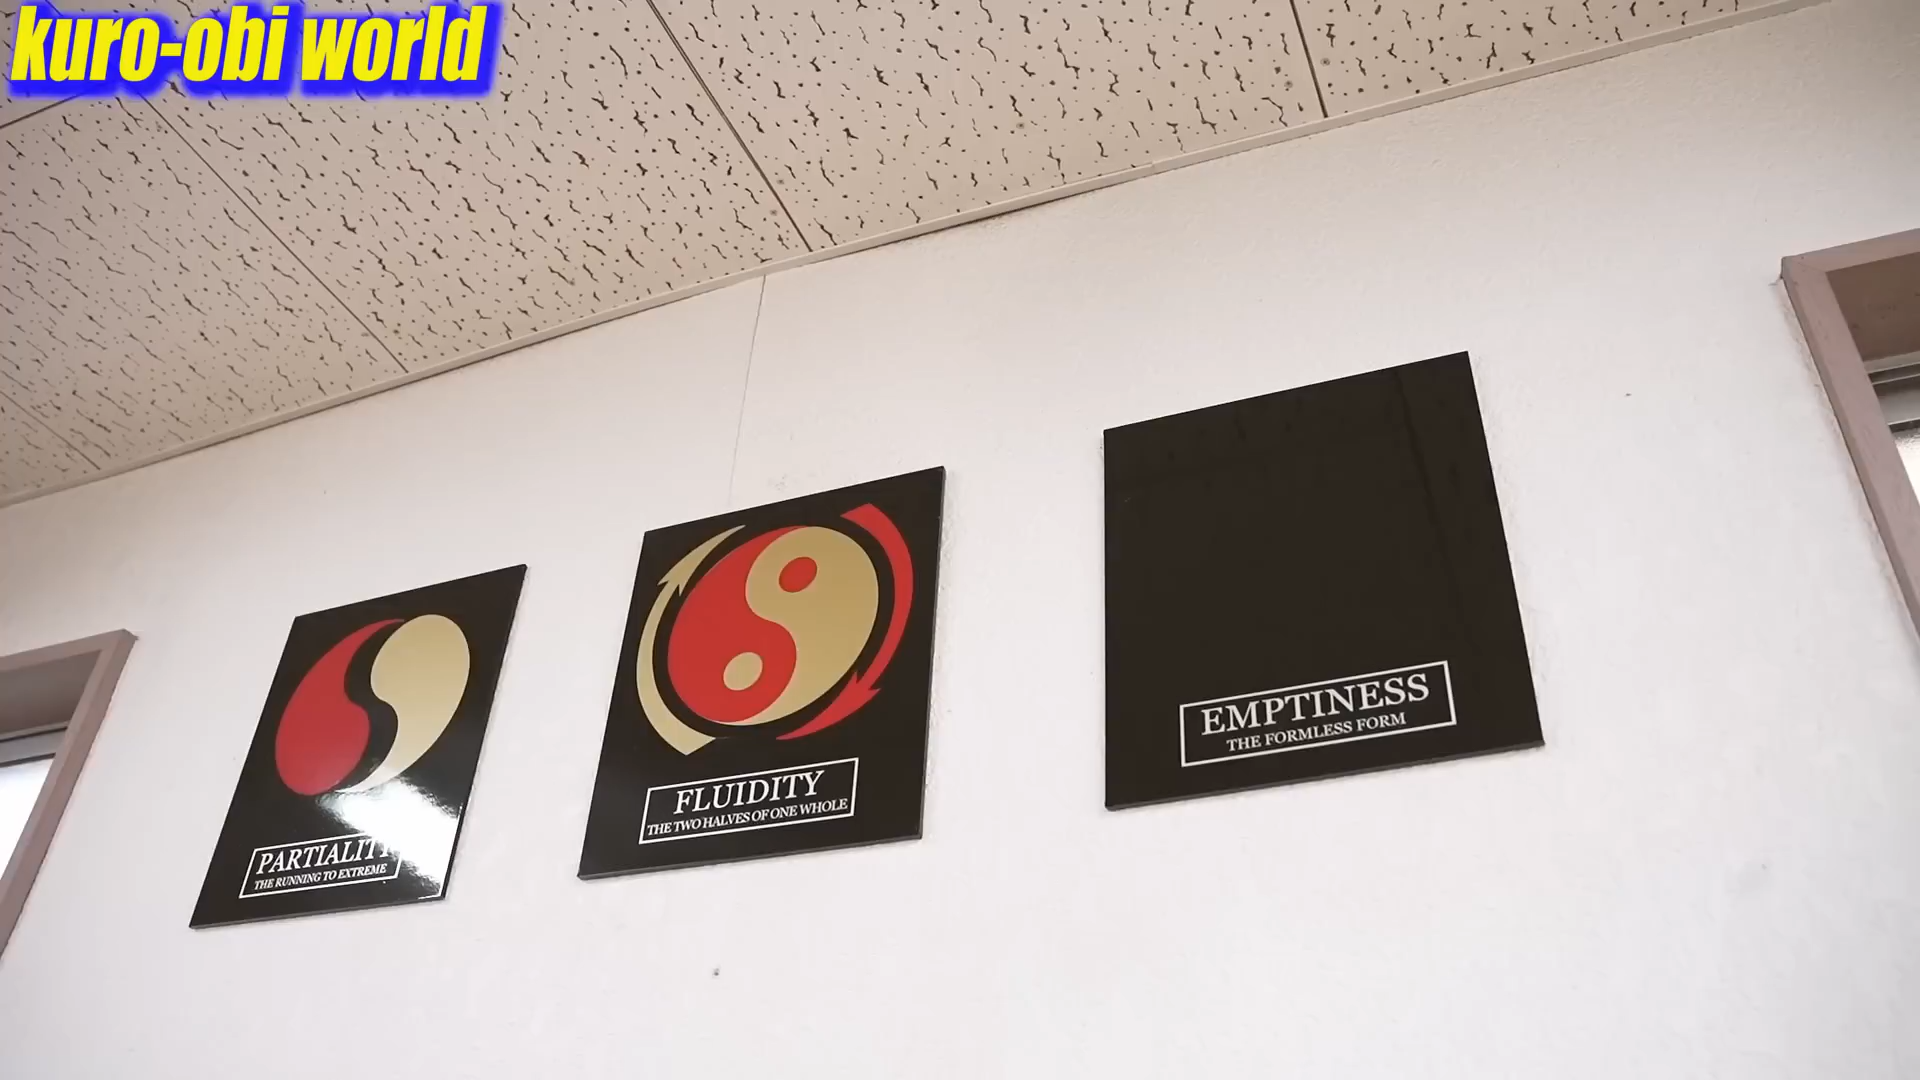 kuro-obi world
PARTIALITY
THE RUNNING TO EXTREME
FLUIDITY
THE TWO HALVES OF ONE WHOLE
EMPTINESS
THE FORMLESS FORM